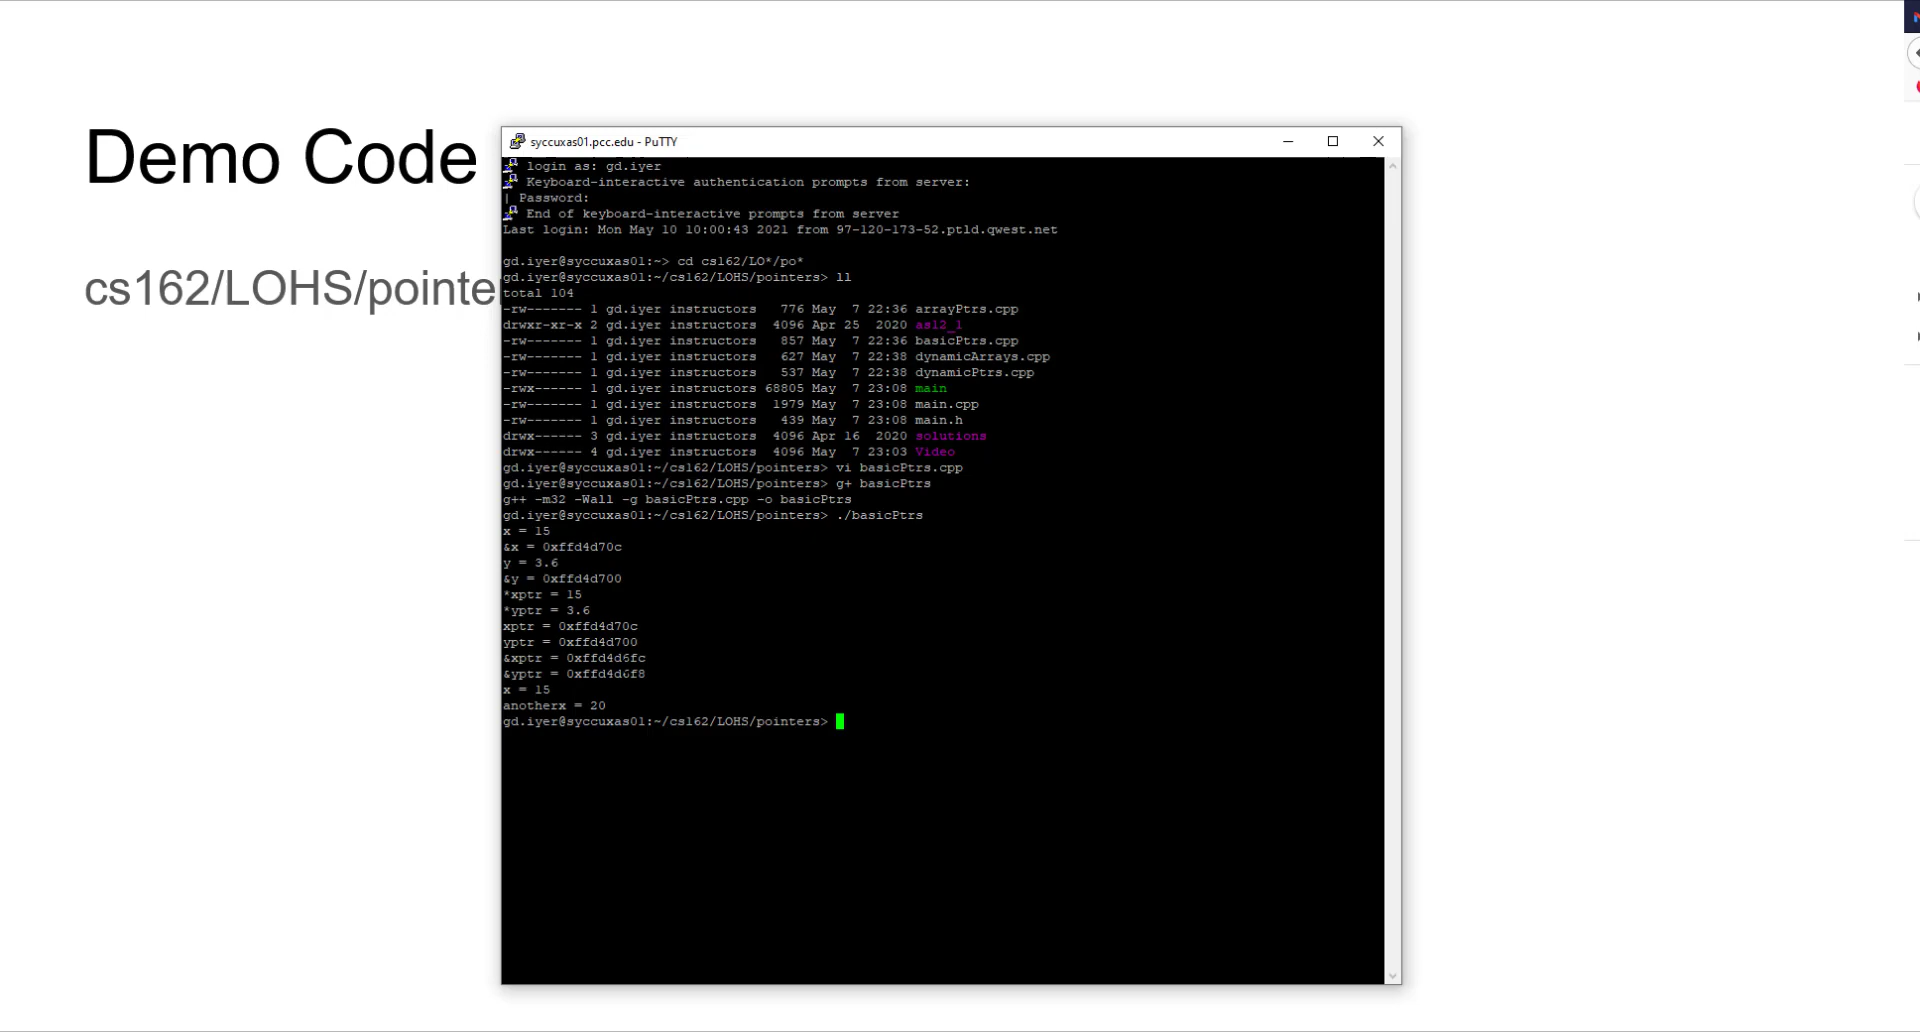 Demo Code
cs162/LOHS/pointer
syccuxas01.pcc.edu - PuTTY
login as: gd.iyer
Keyboard-interactive authentication prompts from server:
| Password:
End of keyboard-interactive prompts from server
Last login: Mon May 10 10:00:43 2021 from 97-120-173-52.ptld.qwest.net
gd.iyer@syccuxas01:~> cd cs162/LO*/po*
gd.iyer@syccuxas01:~/cs162/LOHS/pointers> ll
total 104
-rw------- 1 gd.iyer instructors   776 May  7 22:36 arrayPtrs.cpp
drwxr-xr-x 2 gd.iyer instructors  4096 Apr 25  2020 as12_1
-rw------- 1 gd.iyer instructors   857 May  7 22:36 basicPtrs.cpp
-rw------- 1 gd.iyer instructors   627 May  7 22:38 dynamicArrays.cpp
-rw------- 1 gd.iyer instructors   537 May  7 22:38 dynamicPtrs.cpp
-rwx------ 1 gd.iyer instructors 68805 May  7 23:08 main
-rw------- 1 gd.iyer instructors  1979 May  7 23:08 main.cpp
-rw------- 1 gd.iyer instructors   439 May  7 23:08 main.h
drwx------ 3 gd.iyer instructors  4096 Apr 16  2020 solutions
drwx------ 4 gd.iyer instructors  4096 May  7 23:03 Video
gd.iyer@syccuxas01:~/cs162/LOHS/pointers> vi basicPtrs.cpp
gd.iyer@syccuxas01:~/cs162/LOHS/pointers> g+ basicPtrs
g++ -m32 -Wall -g basicPtrs.cpp -o basicPtrs
gd.iyer@syccuxas01:~/cs162/LOHS/pointers> ./basicPtrs
x = 15
&x = 0xffd4d70c
y = 3.6
&y = 0xffd4d700
*xptr = 15
*yptr = 3.6
xptr = 0xffd4d70c
yptr = 0xffd4d700
&xptr = 0xffd4d6fc
&yptr = 0xffd4d6f8
x = 15
anotherx = 20
gd.iyer@syccuxas01:~/cs162/LOHS/pointers>